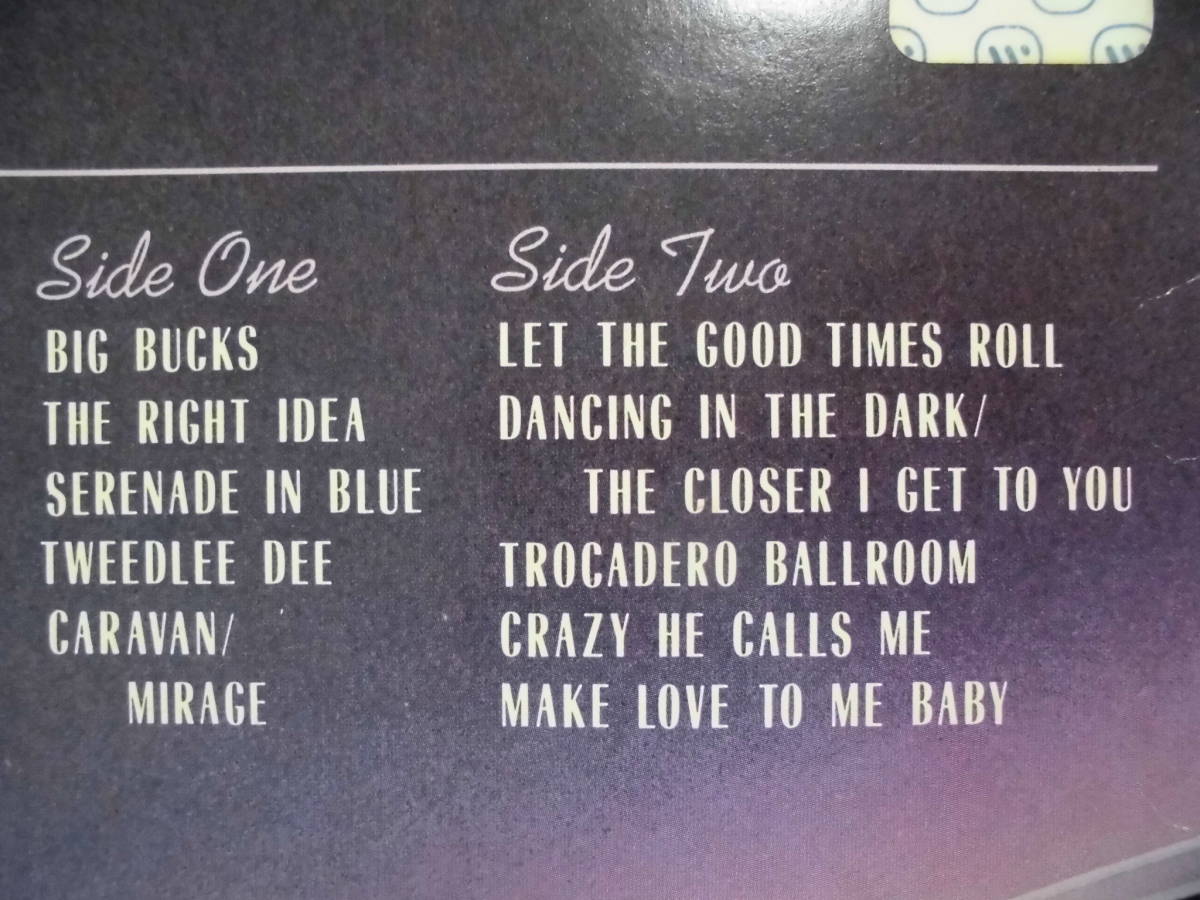 Side One
BIG BUCKS
THE RIGHT IDEA
SERENADE IN BLUE
TWEEDLEE DEE
CARAVAN/
MIRAGE
Side Two
LET THE GOOD TIMES ROLL
DANCING IN THE DARK/
THE CLOSER I GET TO YOU
TROCADERO BALLROOM
CRAZY HE CALLS ME
MAKE LOVE TO ME BABY